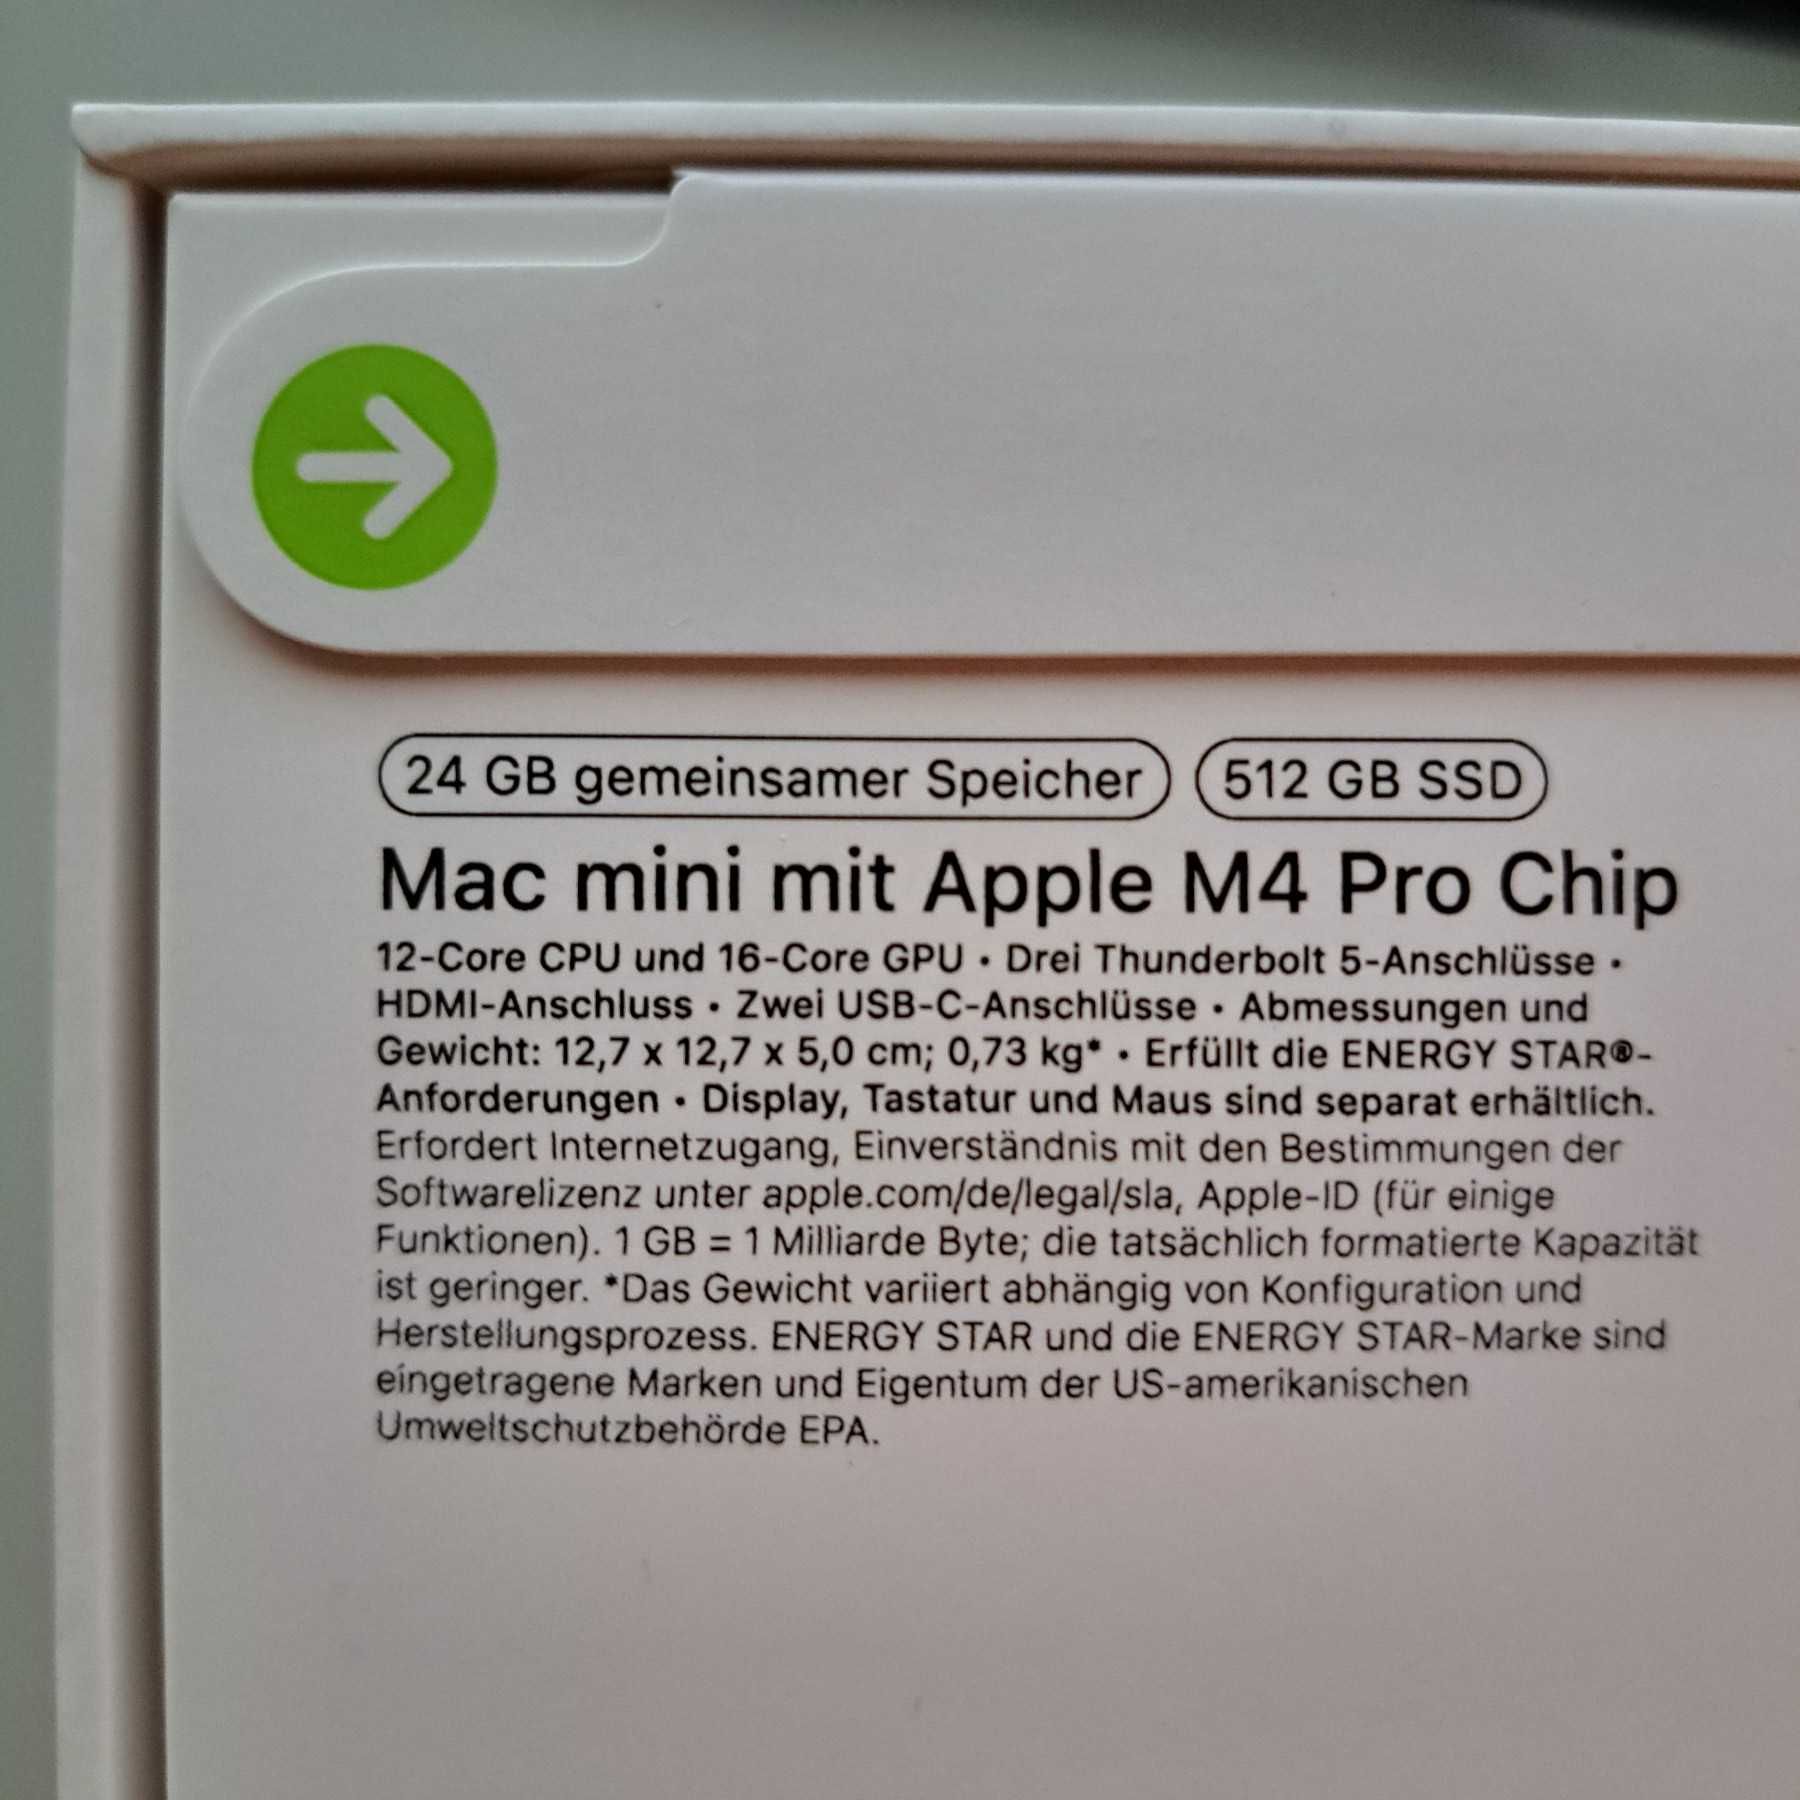 24 GB gemeinsamer Speicher 512 GB SSD
Mac mini mit Apple M4 Pro Chip
12-Core CPU und 16-Core GPU • Drei Thunderbolt 5-Anschlüsse •
HDMI-Anschluss • Zwei USB-C-Anschlüsse • Abmessungen und
Gewicht: 12,7 x 12,7 x 5,0 cm; 0,73 kg* • Erfüllt die ENERGY STAR®-
Anforderungen • Display, Tastatur und Maus sind separat erhältlich.
Erfordert Internetzugang, Einverständnis mit den Bestimmungen der
Softwarelizenz unter apple.com/de/legal/sla, Apple-ID (für einige
Funktionen). 1 GB = 1 Milliarde Byte; die tatsächlich formatierte Kapazität
ist geringer. *Das Gewicht variiert abhängig von Konfiguration und
Herstellungsprozess. ENERGY STAR und die ENERGY STAR-Marke sind
eingetragene Marken und Eigentum der US-amerikanischen
Umweltschutzbehörde EPA.